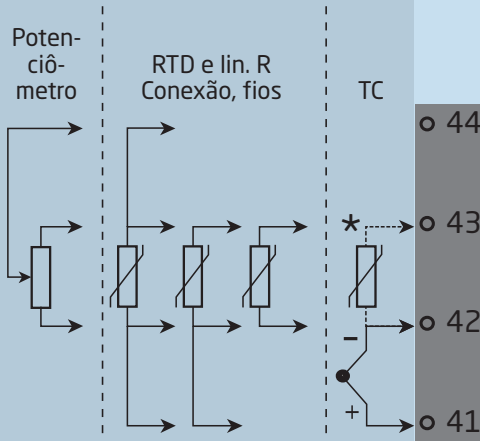 Poten-
ciô-
metro
RTD e lin. R
Conexão, fios
TC
44
* 43
42
-
+ 41